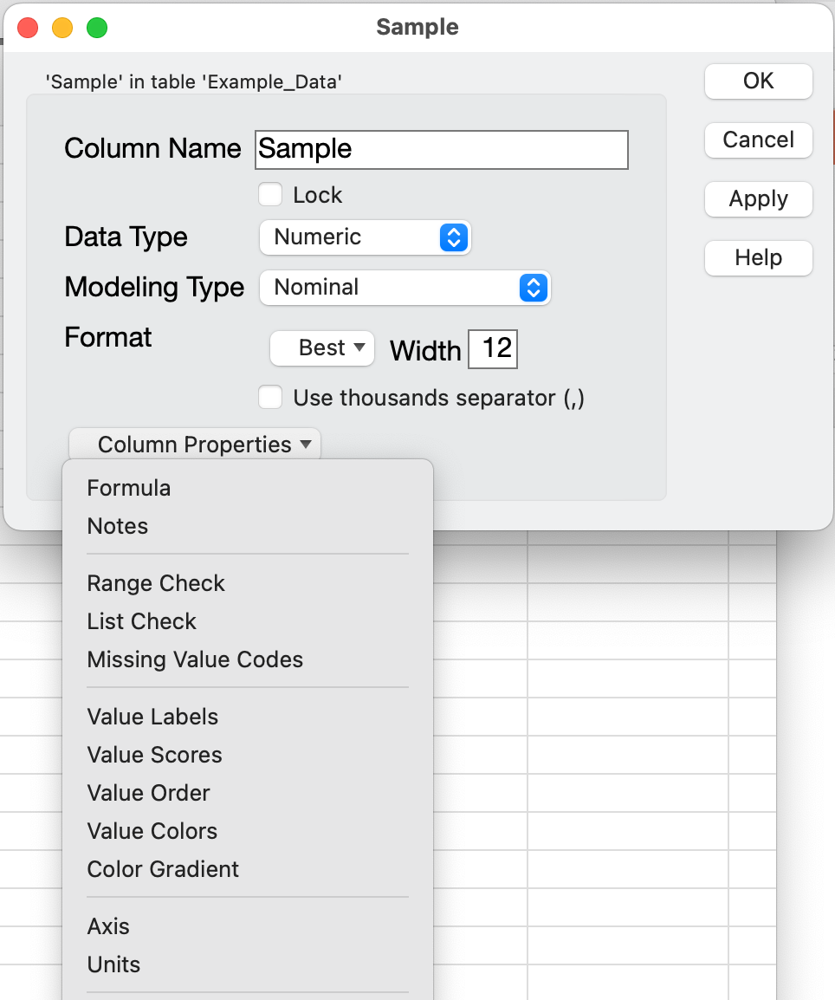 Sample
'Sample' in table 'Example_Data'
OK
Column Name Sample
Cancel
Lock
Apply
Data Type Numeric
Help
Modeling Type Nominal
Format Best Width 12
Use thousands separator (,)
Column Properties
Formula
Notes
Range Check
List Check
Missing Value Codes
Value Labels
Value Scores
Value Order
Value Colors
Color Gradient
Axis
Units